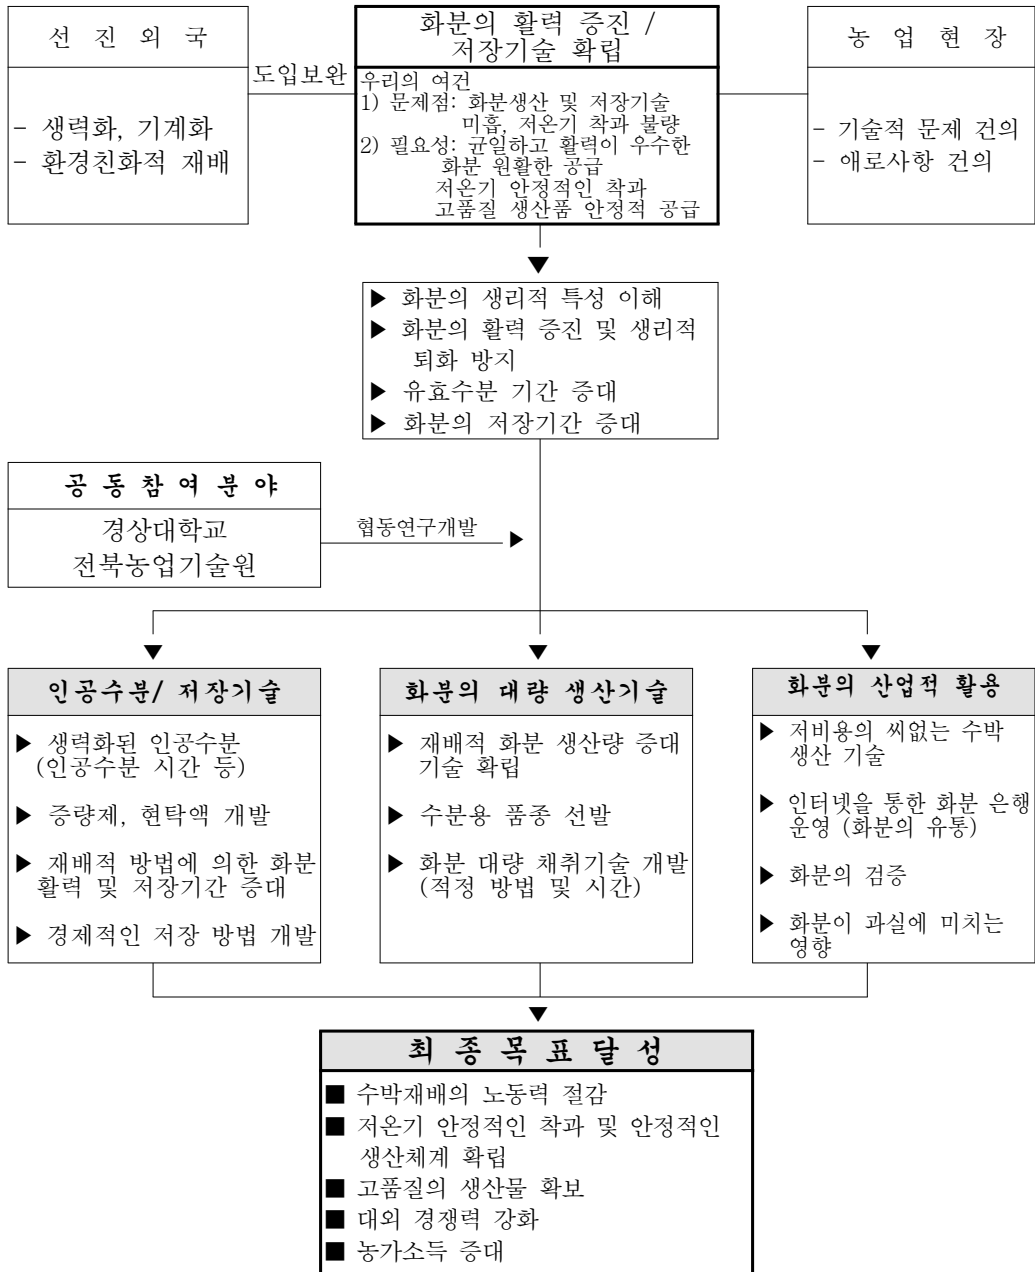 선 진 외 국
- 생력화, 기계화
- 환경친화적 재배
도입보완
화분의 활력 증진 /
저장기술 확립
우리의 여건
1) 문제점: 화분생산 및 저장기술
미흡, 저온기 착과 불량
2) 필요성: 균일하고 활력이 우수한
화분 원활한 공급
저온기 안정적인 착과
고품질 생산품 안정적 공급
농 업 현 장
- 기술적 문제 건의
- 애로사항 건의
▶ 화분의 생리적 특성 이해
▶ 화분의 활력 증진 및 생리적
퇴화 방지
▶ 유효수분 기간 증대
▶ 화분의 저장기간 증대
공 동 참 여 분 야
경상대학교
전북농업기술원
협동연구개발
인공수분/ 저장기술
▶ 생력화된 인공수분
(인공수분 시간 등)
▶ 증량제, 현탁액 개발
▶ 재배적 방법에 의한 화분
활력 및 저장기간 증대
▶ 경제적인 저장 방법 개발
화분의 대량 생산기술
▶ 재배적 화분 생산량 증대
기술 확립
▶ 수분용 품종 선발
▶ 화분 대량 채취기술 개발
(적정 방법 및 시간)
화분의 산업적 활용
▶ 저비용의 씨없는 수박
생산 기술
▶ 인터넷을 통한 화분 은행
운영 (화분의 유통)
▶ 화분의 검증
▶ 화분이 과실에 미치는
영향
최 종 목 표 달 성
■ 수박재배의 노동력 절감
■ 저온기 안정적인 착과 및 안정적인
생산체계 확립
■ 고품질의 생산물 확보
■ 대외 경쟁력 강화
■ 농가소득 증대